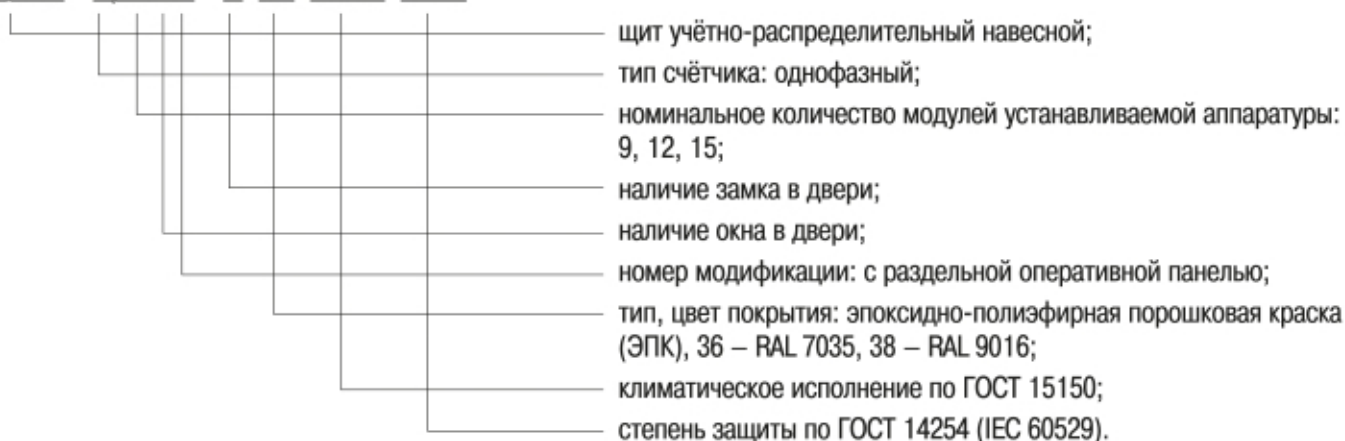 щит учётно-распределительный навесной;
тип счётчика: однофазный;
номинальное количество модулей устанавливаемой аппаратуры:
9, 12, 15;
наличие замка в двери;
наличие окна в двери;
номер модификации: с раздельной оперативной панелью;
тип, цвет покрытия: эпоксидно-полиэфирная порошковая краска
(ЭПК), 36 – RAL 7035, 38 – RAL 9016;
климатическое исполнение по ГОСТ 15150;
степень защиты по ГОСТ 14254 (IEC 60529).